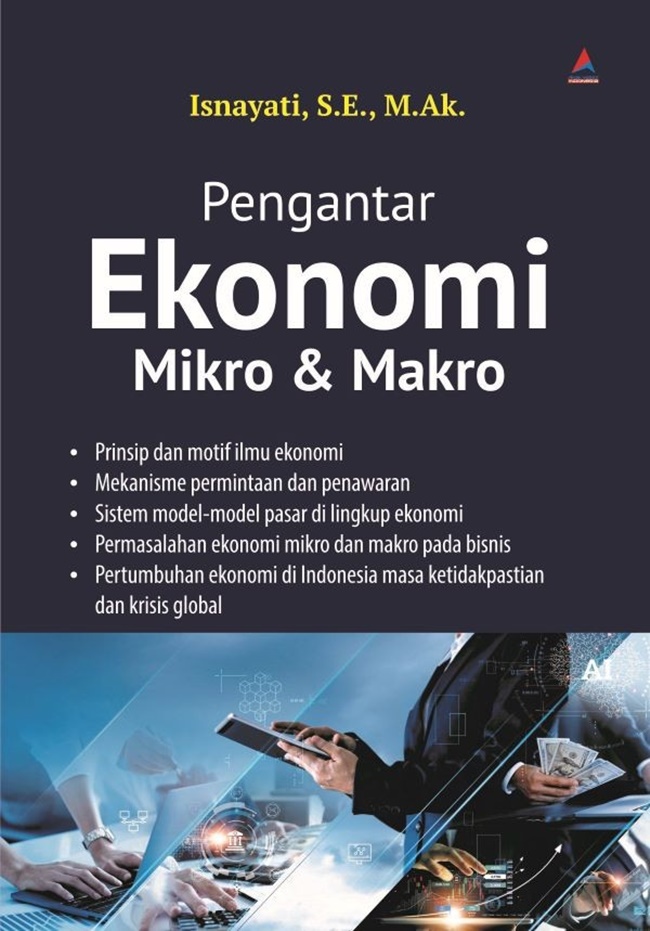 Isnayati, S.E., M.Ak.
Pengantar
Ekonomi
Mikro & Makro
• Prinsip dan motif ilmu ekonomi
• Mekanisme permintaan dan penawaran
• Sistem model-model pasar di lingkup ekonomi
• Permasalahan ekonomi mikro dan makro pada bisnis
• Pertumbuhan ekonomi di Indonesia masa ketidakpastian
dan krisis global
AI